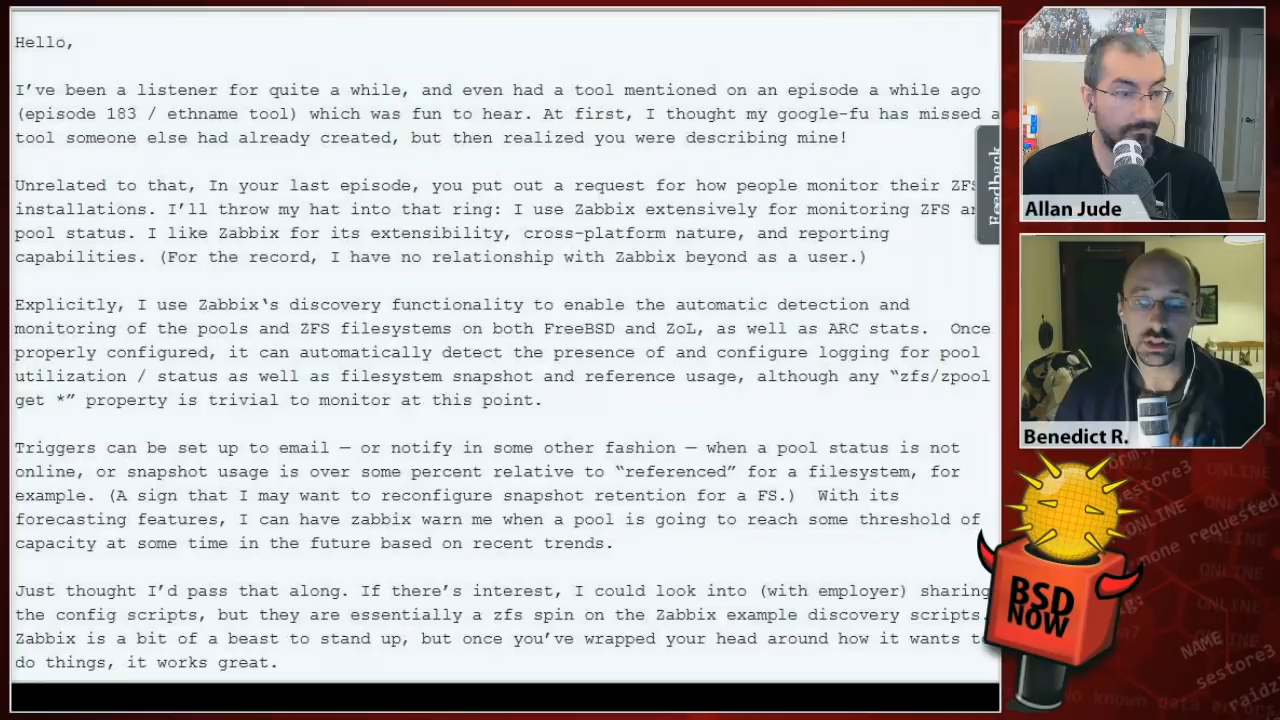 Hello,
I’ve been a listener for quite a while, and even had a tool mentioned on an episode a while ago
(episode 183 / ethname tool) which was fun to hear. At first, I thought my google-fu has missed a
tool someone else had already created, but then realized you were describing mine!
Unrelated to that, In your last episode, you put out a request for how people monitor their ZFS
installations. I’ll throw my hat into that ring: I use Zabbix extensively for monitoring ZFS an
pool status. I like Zabbix for its extensibility, cross-platform nature, and reporting
capabilities. (For the record, I have no relationship with Zabbix beyond as a user.)
Explicitly, I use Zabbix‘s discovery functionality to enable the automatic detection and
monitoring of the pools and ZFS filesystems on both FreeBSD and ZoL, as well as ARC stats.  Once
properly configured, it can automatically detect the presence of and configure logging for pool
utilization / status as well as filesystem snapshot and reference usage, although any “zfs/zpool
get *” property is trivial to monitor at this point.
Triggers can be set up to email — or notify in some other fashion — when a pool status is not
online, or snapshot usage is over some percent relative to “referenced” for a filesystem, for
example. (A sign that I may want to reconfigure snapshot retention for a FS.)  With its
forecasting features, I can have zabbix warn me when a pool is going to reach some threshold of
capacity at some time in the future based on recent trends.
Just thought I’d pass that along. If there’s interest, I could look into (with employer) sharing
the config scripts, but they are essentially a zfs spin on the Zabbix example discovery scripts.
Zabbix is a bit of a beast to stand up, but once you’ve wrapped your head around how it wants to
do things, it works great.
Feedback
Allan Jude
Benedict R.
BSD
NOW
estore3
ONLINE
ONLINE
none requested
ONLINE
ONLINE
NAME
sestore3
No known data errors
raidz